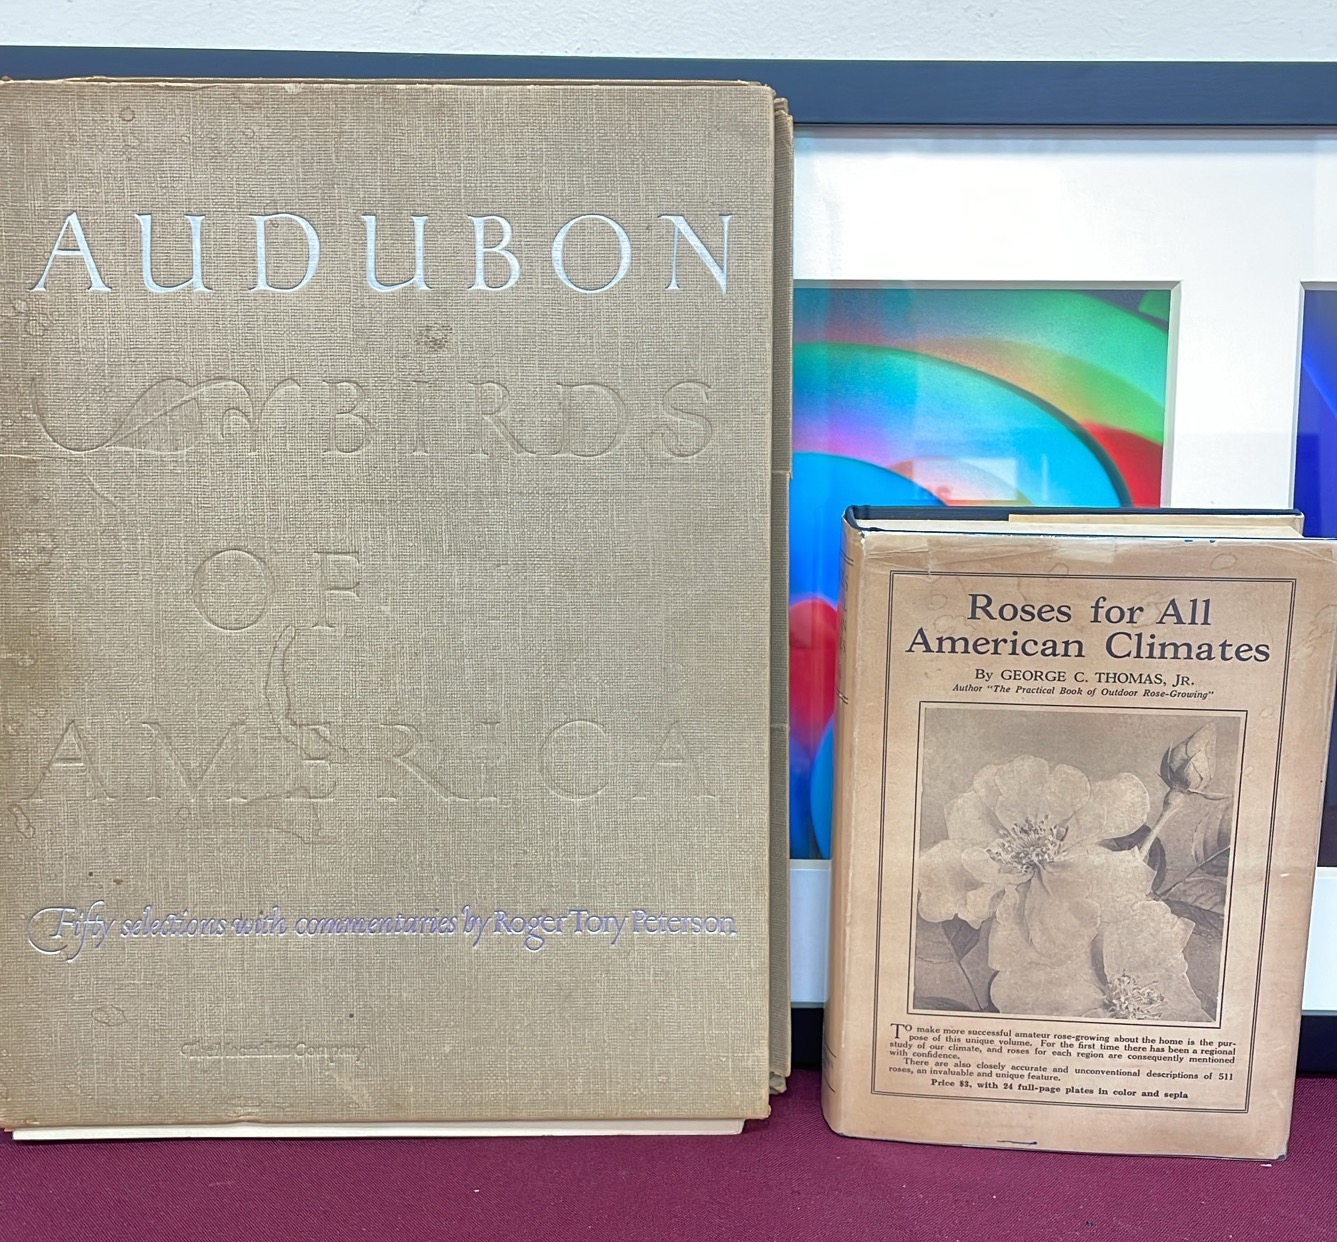 AUDUBON
BIRDS
OF
AMERICA
Fifty selections with commentaries by Roger Tory Peterson
Company
Roses for All
American Climates
By GEORGE C. THOMAS, JR.
Author "The Practical Book of Outdoor Rose-Growing"
TO make more successful amateur rose-growing about the home is the pur-
pose of this unique volume. For the first time there has been a regional
study of our climate, and roses for each region are consequently mentioned
with confidence.
There are also closely accurate and unconventional descriptions of 511
roses, an invaluable and unique feature.
Price $3, with 24 full-page plates in color and sepia